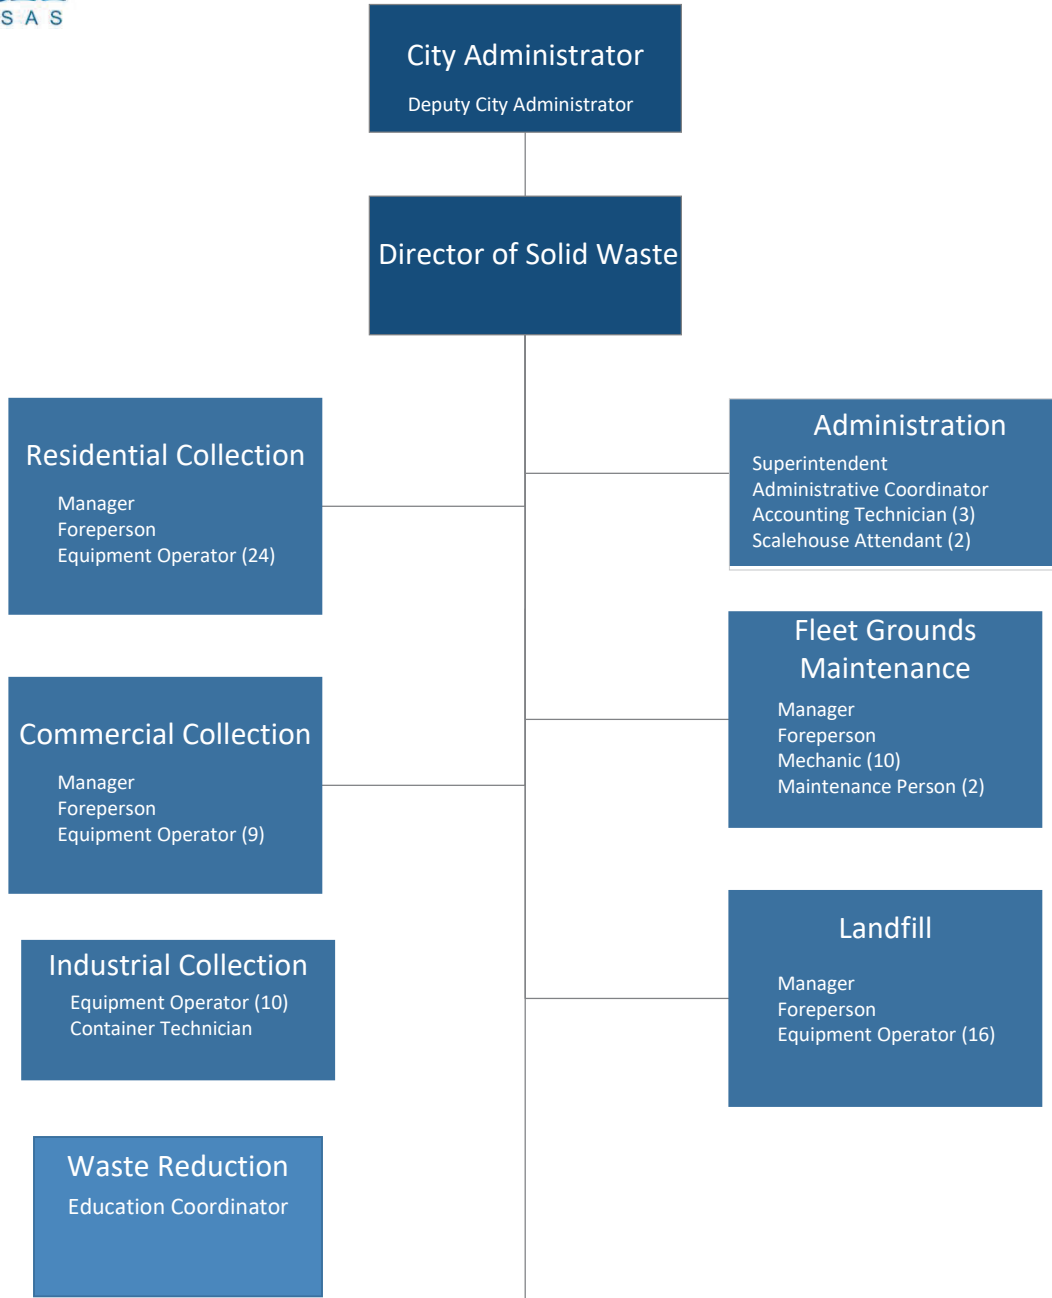 S A S
City Administrator
Deputy City Administrator
Director of Solid Waste
Residential Collection
Manager
Foreperson
Equipment Operator (24)
Administration
Superintendent
Administrative Coordinator
Accounting Technician (3)
Scalehouse Attendant (2)
Commercial Collection
Manager
Foreperson
Equipment Operator (9)
Fleet Grounds
Maintenance
Manager
Foreperson
Mechanic (10)
Maintenance Person (2)
Industrial Collection
Equipment Operator (10)
Container Technician
Landfill
Manager
Foreperson
Equipment Operator (16)
Waste Reduction
Education Coordinator